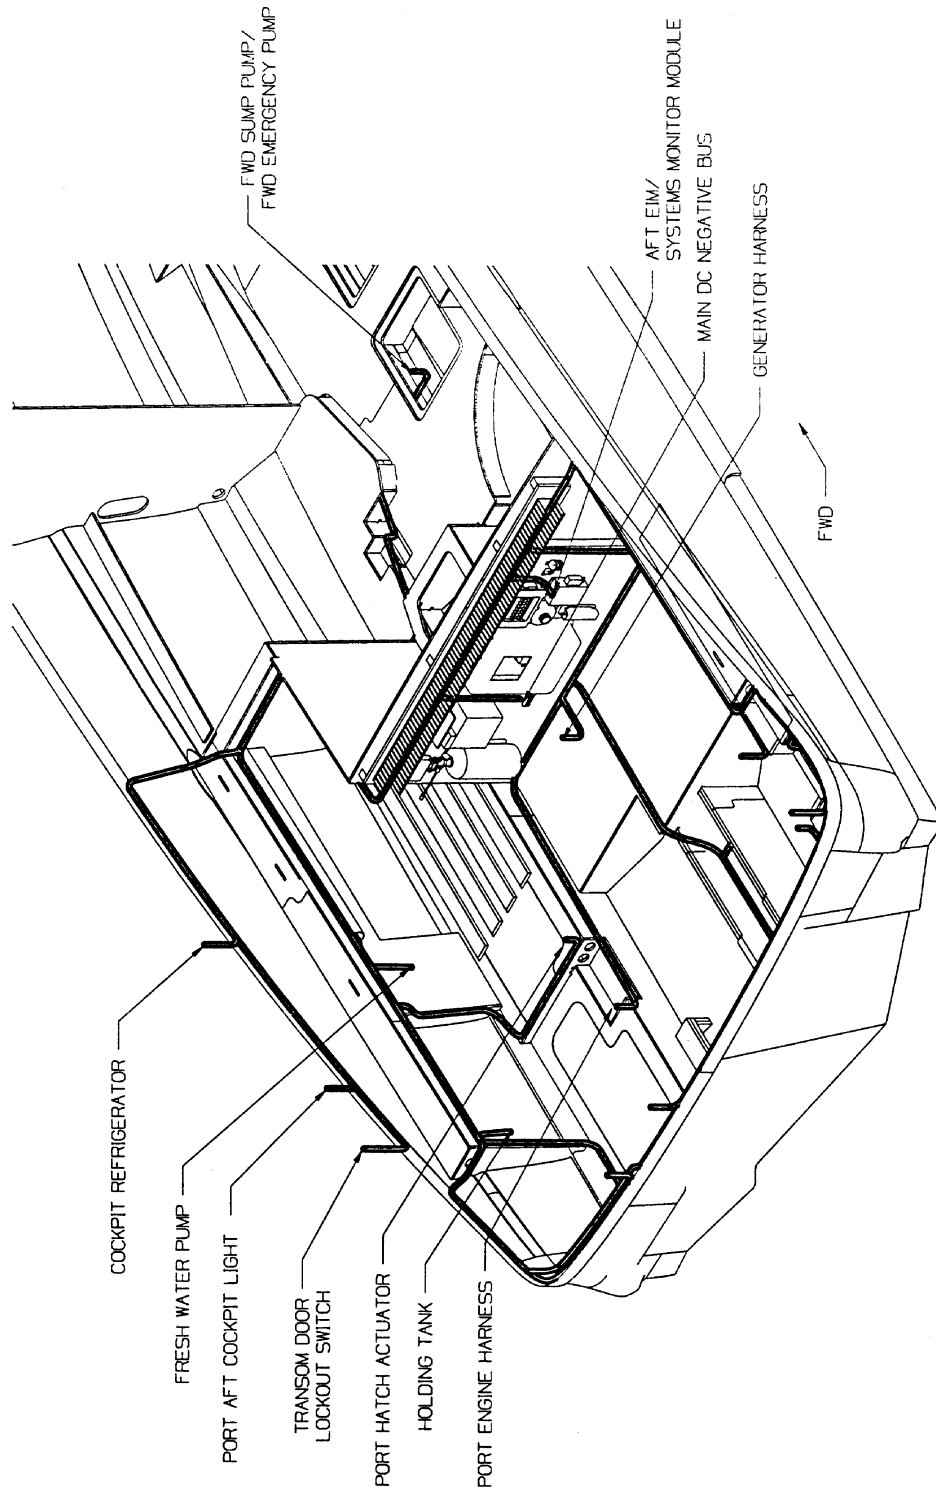 COCKPIT REFRIGERATOR
FRESH WATER PUMP
PORT AFT COCKPIT LIGHT
TRANSOM DOOR
LOCKOUT SWITCH
PORT HATCH ACTUATOR
HOLDING TANK
PORT ENGINE HARNESS
FWD SUMP PUMP/
FWD EMERGENCY PUMP
AFT EIM/
SYSTEMS MONITOR MODULE
MAIN DC NEGATIVE BUS
GENERATOR HARNESS
FWD